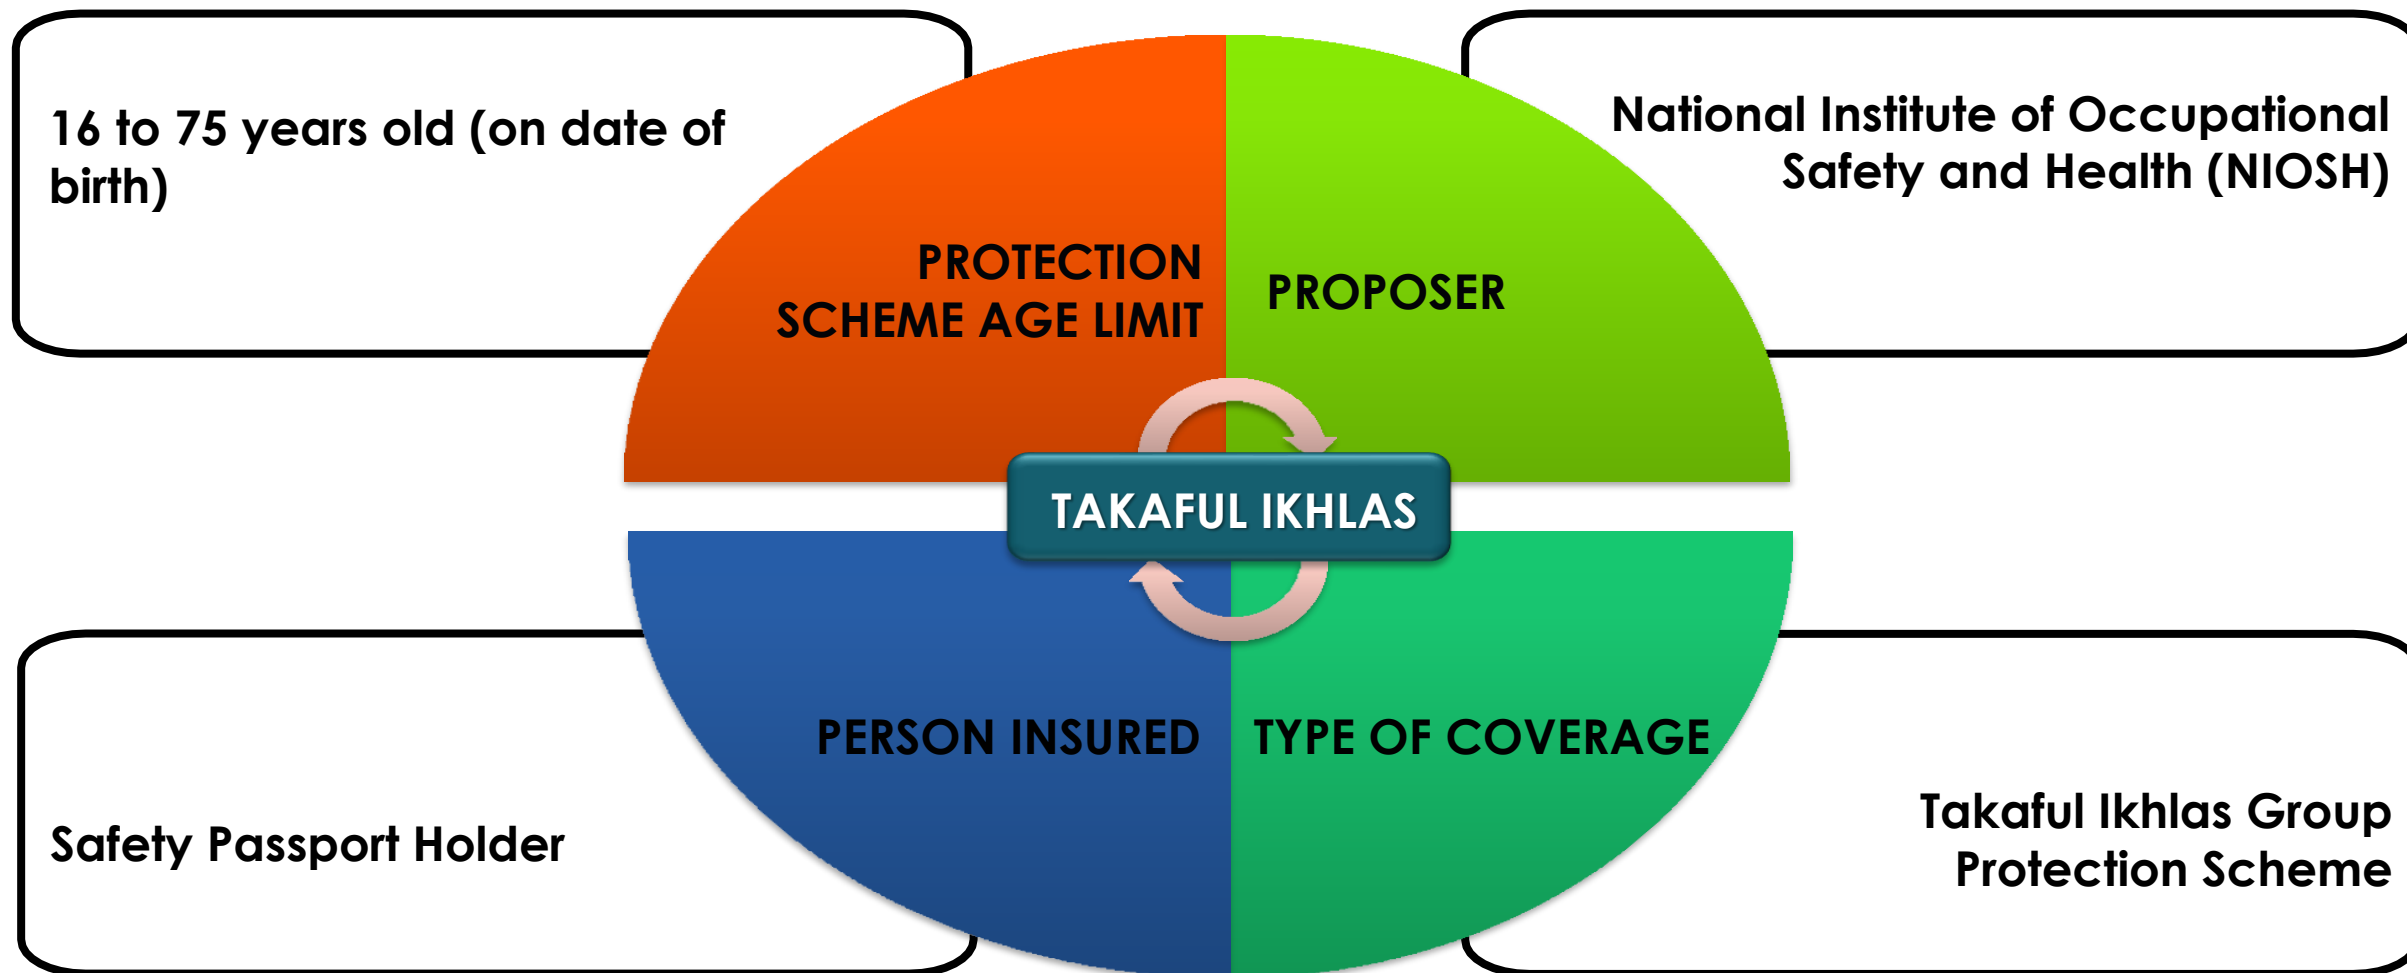 16 to 75 years old (on date of
birth)
PROTECTION
SCHEME AGE LIMIT
National Institute of Occupational
Safety and Health (NIOSH)
PROPOSER
TAKAFUL IKHLAS
Safety Passport Holder
PERSON INSURED
TYPE OF COVERAGE
Takaful Ikhlas Group
Protection Scheme